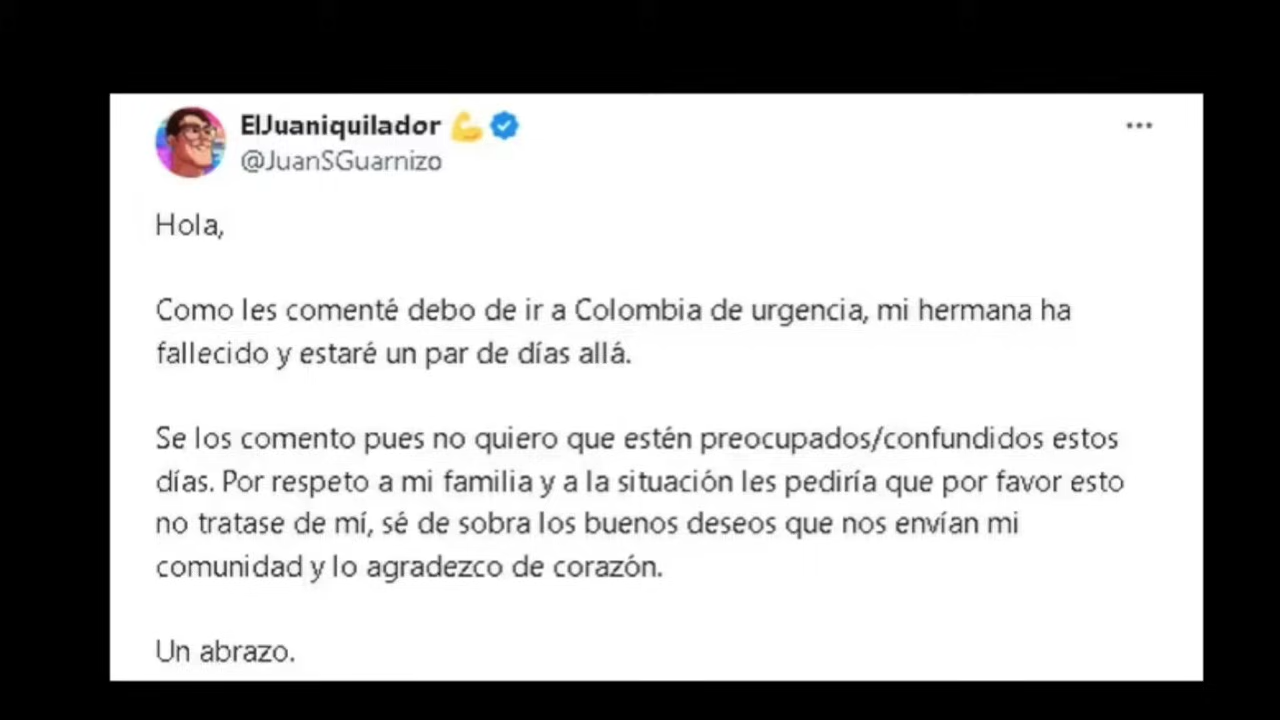 ElJuaniquilador 💪
@JuanSGuarnizo
Hola,
Como les comenté debo de ir a Colombia de urgencia, mi hermana ha
fallecido y estaré un par de días allá.
Se los comento pues no quiero que estén preocupados/confundidos estos
días. Por respeto a mi familia y a la situación les pediría que por favor esto
no tratase de mí, sé de sobra los buenos deseos que nos envían mi
comunidad y lo agradezco de corazón.
Un abrazo.